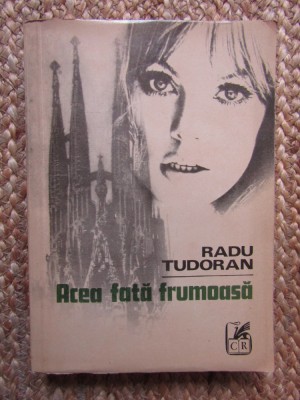 RADU
TUDORAN
Acea fată frumoasă
CR